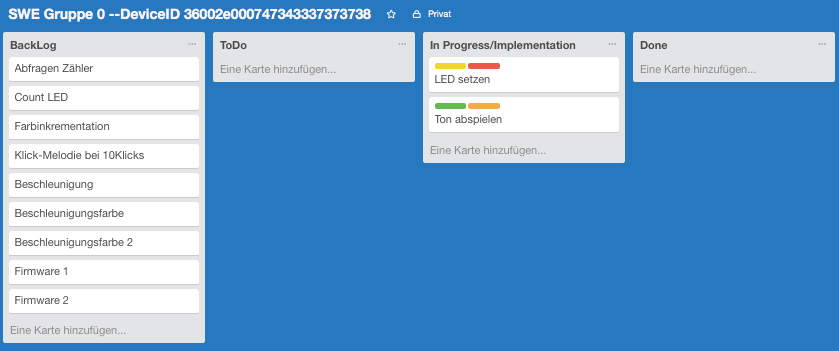 SWE Gruppe 0 --DeviceID 36002e000747343337373738 Privat
BackLog
Abfragen Zähler
Count LED
Farbinkrementation
Klick-Melodie bei 10Klicks
Beschleunigung
Beschleunigungsfarbe
Beschleunigungsfarbe 2
Firmware 1
Firmware 2
Eine Karte hinzufügen...
ToDo
Eine Karte hinzufügen...
In Progress/Implementation
LED setzen
Ton abspielen
Eine Karte hinzufügen...
Done
Eine Karte hinzufügen...